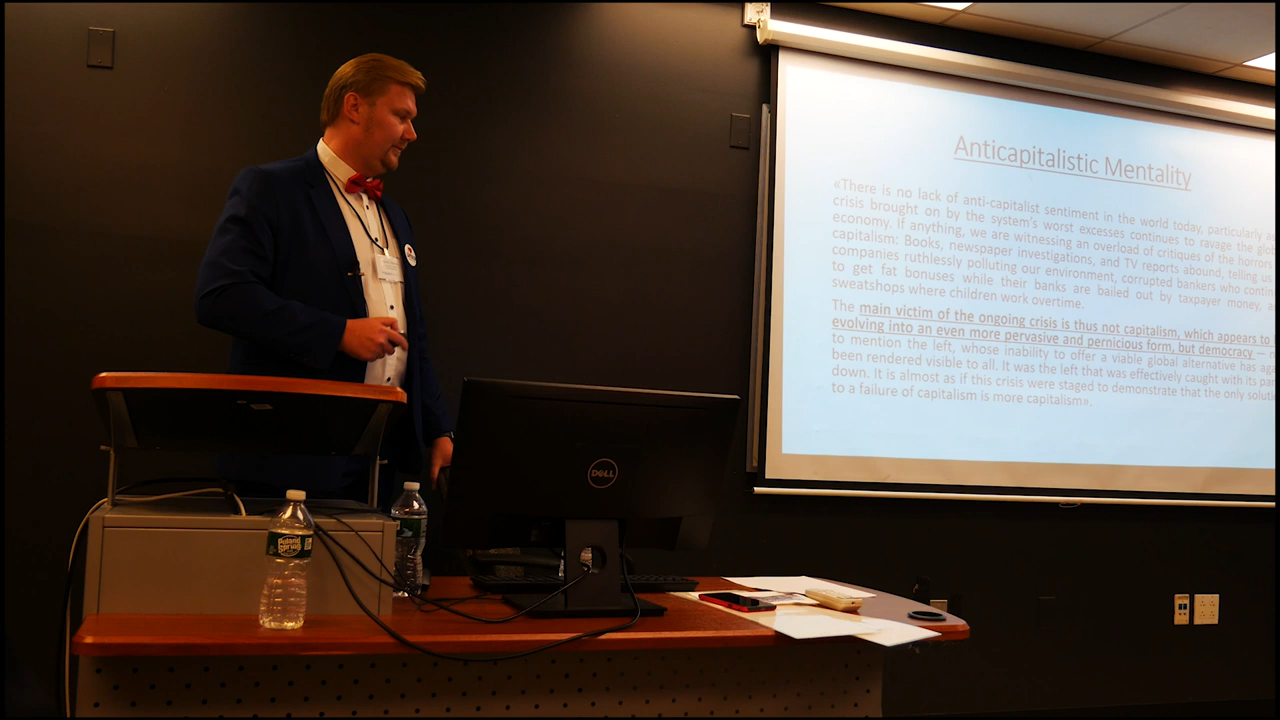 Anticapitalistic Mentality
«There is no lack of anti-capitalist sentiment in the world today, particularly as
crisis brought on by the system's worst excesses continues to ravage the
economy. If anything, we are witnessing an overload of critiques of the horrors
capitalism: Books, newspaper investigations, and TV reports abound, telling us
companies ruthlessly polluting our environment, corrupted bankers who
to get fat bonuses while their banks are bailed out by taxpayer money,
sweatshops where children work overtime.
The main victim of the ongoing crisis is thus not capitalism, which appears to
evolving into an even more pervasive and pernicious form, but democracy –
to mention the left, whose inability to offer a viable global alternative has
been rendered visible to all. It was the left that was effectively caught with its
down. It is almost as if this crisis were staged to demonstrate that the only
to a failure of capitalism is more capitalism».
DELL
Poland
Spring